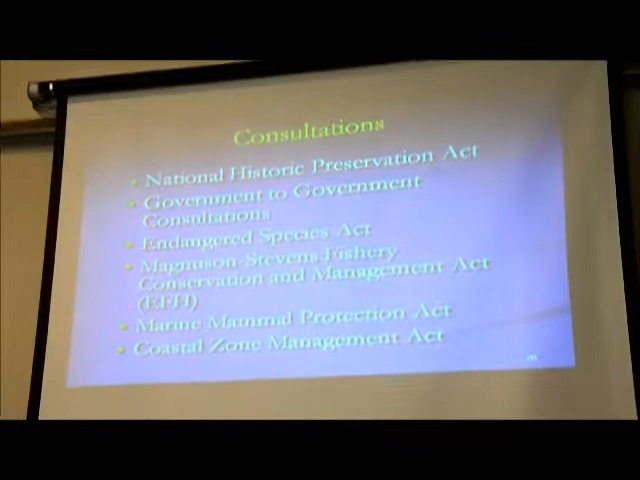 Consultations
National Historic Preservation Act
Government to Government
Consultations
Endangered Species Act
Magnuson-Stevens Fishery
Conservation and Management Act
(EFH)
Marine Mammal Protection Act
Coastal Zone Management Act